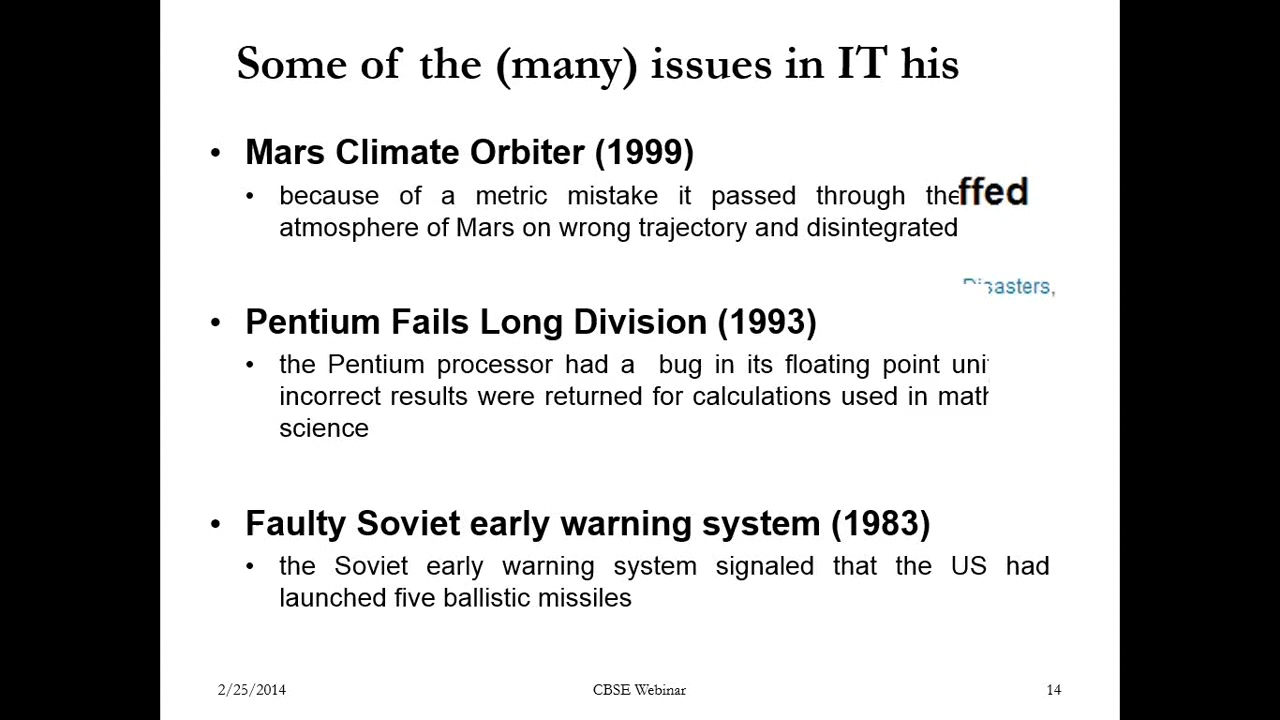 Some of the (many) issues in IT his
• Mars Climate Orbiter (1999)
• because of a metric mistake it passed through the
ffed
atmosphere of Mars on wrong trajectory and disintegrated
Disasters,
• Pentium Fails Long Division (1993)
• the Pentium processor had a bug in its floating point uni
incorrect results were returned for calculations used in mat
science
• Faulty Soviet early warning system (1983)
• the Soviet early warning system signaled that the US had
launched five ballistic missiles
2/25/2014
CBSE Webinar
14